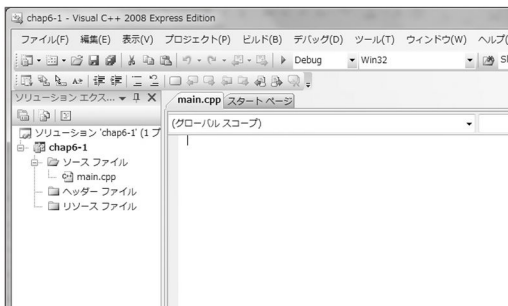 chap6-1 - Visual C++ 2008 Express Edition
ファイル(F) 編集(E) 表示(V) プロジェクト(P) ビルド(B) デバッグ(D) ツール(T) ウィンドウ(W) ヘルプ(
Debug Win32
ソリューション エクス...
main.cpp スタート ページ
(グローバル スコープ)
ソリューション 'chap6-1' (1 プ
chap6-1
ソース ファイル
main.cpp
ヘッダー ファイル
リソース ファイル